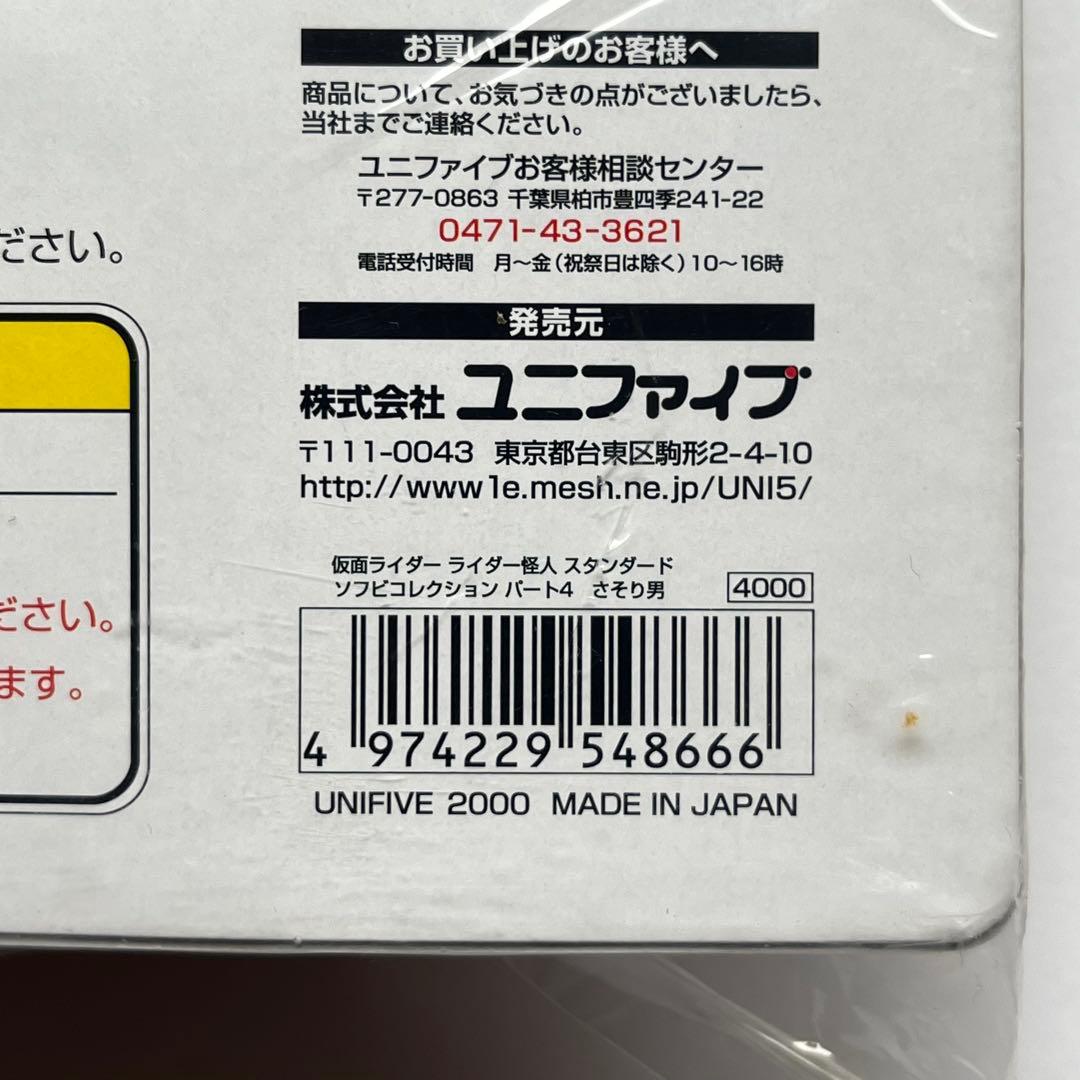 お買い上げのお客様へ
商品について、お気づきの点がございましたら、
当社までご連絡ください。
ユニファイブお客様相談センター
〒277-0863 千葉県柏市豊四季241-22
0471-43-3621
電話受付時間 月〜金(祝祭日は除く)10〜16時
ださい。
発売元
株式会社 ユニファイブ
〒111-0043 東京都台東区駒形2-4-10
http://www1e.mesh.ne.jp/UNI5/
仮面ライダー ライダー怪人 スタンダード
ソフビコレクション パート4 さそり男 4000
ださい。
ます。
4 974229 548666
UNIFIVE 2000 MADE IN JAPAN